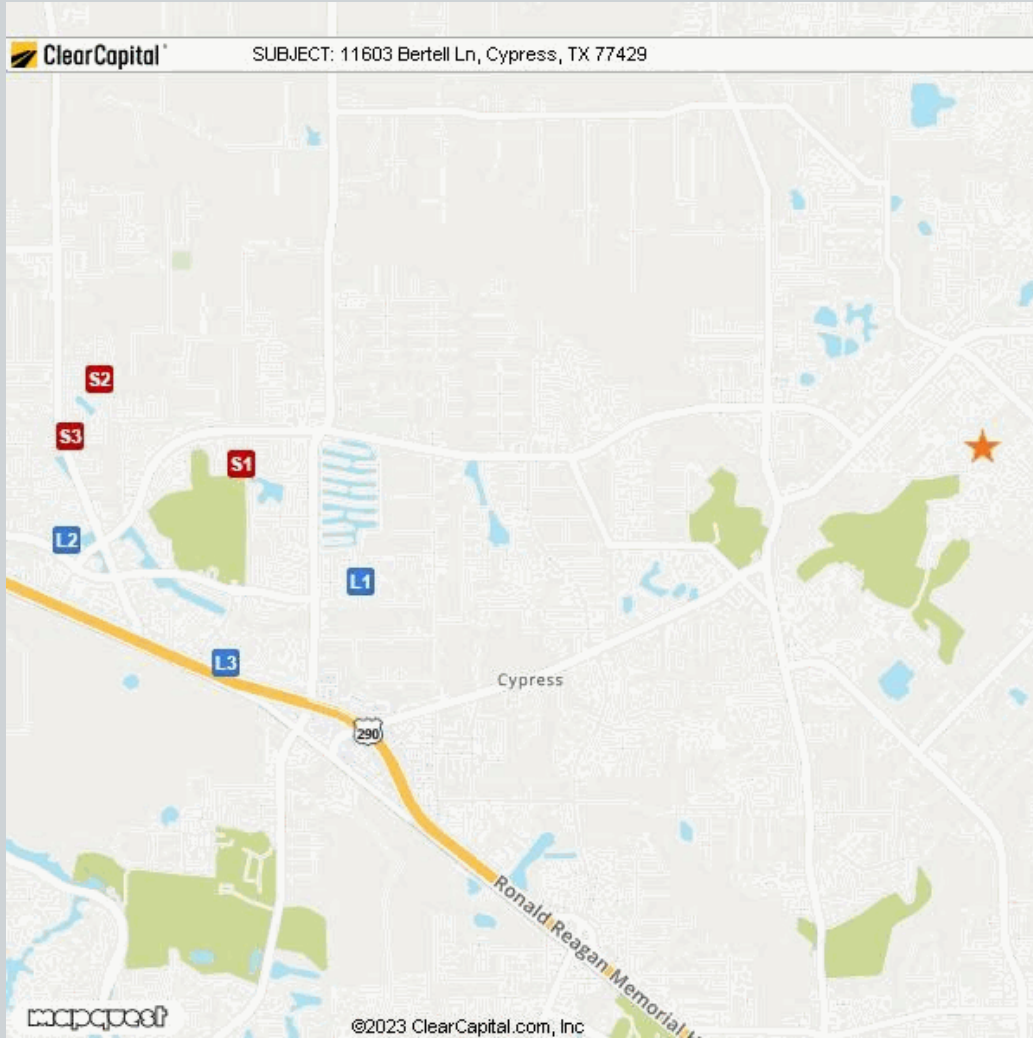 ClearCapital SUBJECT: 11603 Bertell Ln, Cypress, TX 77429
S2
S3
S1
L2
L1
L3
Cypress
290
Ronald Reagan Memorial
mapquest
©2023 ClearCapital.com, Inc